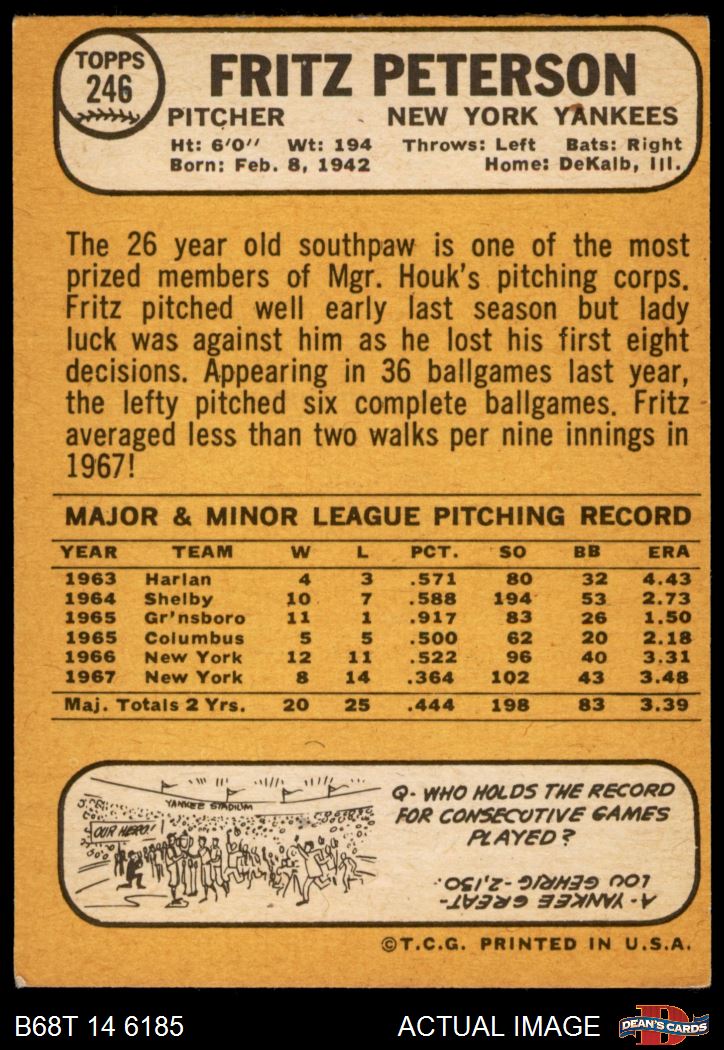 TOPPS
246
FRITZ PETERSON
PITCHER NEW YORK YANKEES
Ht: 6'0" Wt: 194 Throws: Left Bats: Right
Born: Feb. 8, 1942 Home: DeKalb, Ill.
The 26 year old southpaw is one of the most
prized members of Mgr. Houk's pitching corps.
Fritz pitched well early last season but lady
luck was against him as he lost his first eight
decisions. Appearing in 36 ballgames last year,
the lefty pitched six complete ballgames. Fritz
averaged less than two walks per nine innings in
1967!
MAJOR & MINOR LEAGUE PITCHING RECORD
YEAR TEAM W L PCT. SO BB ERA
1963 Harlan 4 3 .571 80 32 4.43
1964 Shelby 10 7 .588 194 53 2.73
1965 Gr'nsboro 11 1 .917 83 26 1.50
1965 Columbus 5 5 .500 62 20 2.18
1966 New York 12 11 .522 96 40 3.31
1967 New York 8 14 .364 102 43 3.48
Maj. Totals 2 Yrs. 20 25 .444 198 83 3.39
YANKEE STADIUM
OUR HERO!
Q- WHO HOLDS THE RECORD
FOR CONSECUTIVE GAMES
PLAYED?
A- YANKEE GREAT-
LOU GEHRIG -2,130.
©T.C.G. PRINTED IN U.S.A.
B68T 14 6185 ACTUAL IMAGE
D
DEAN'S CARDS